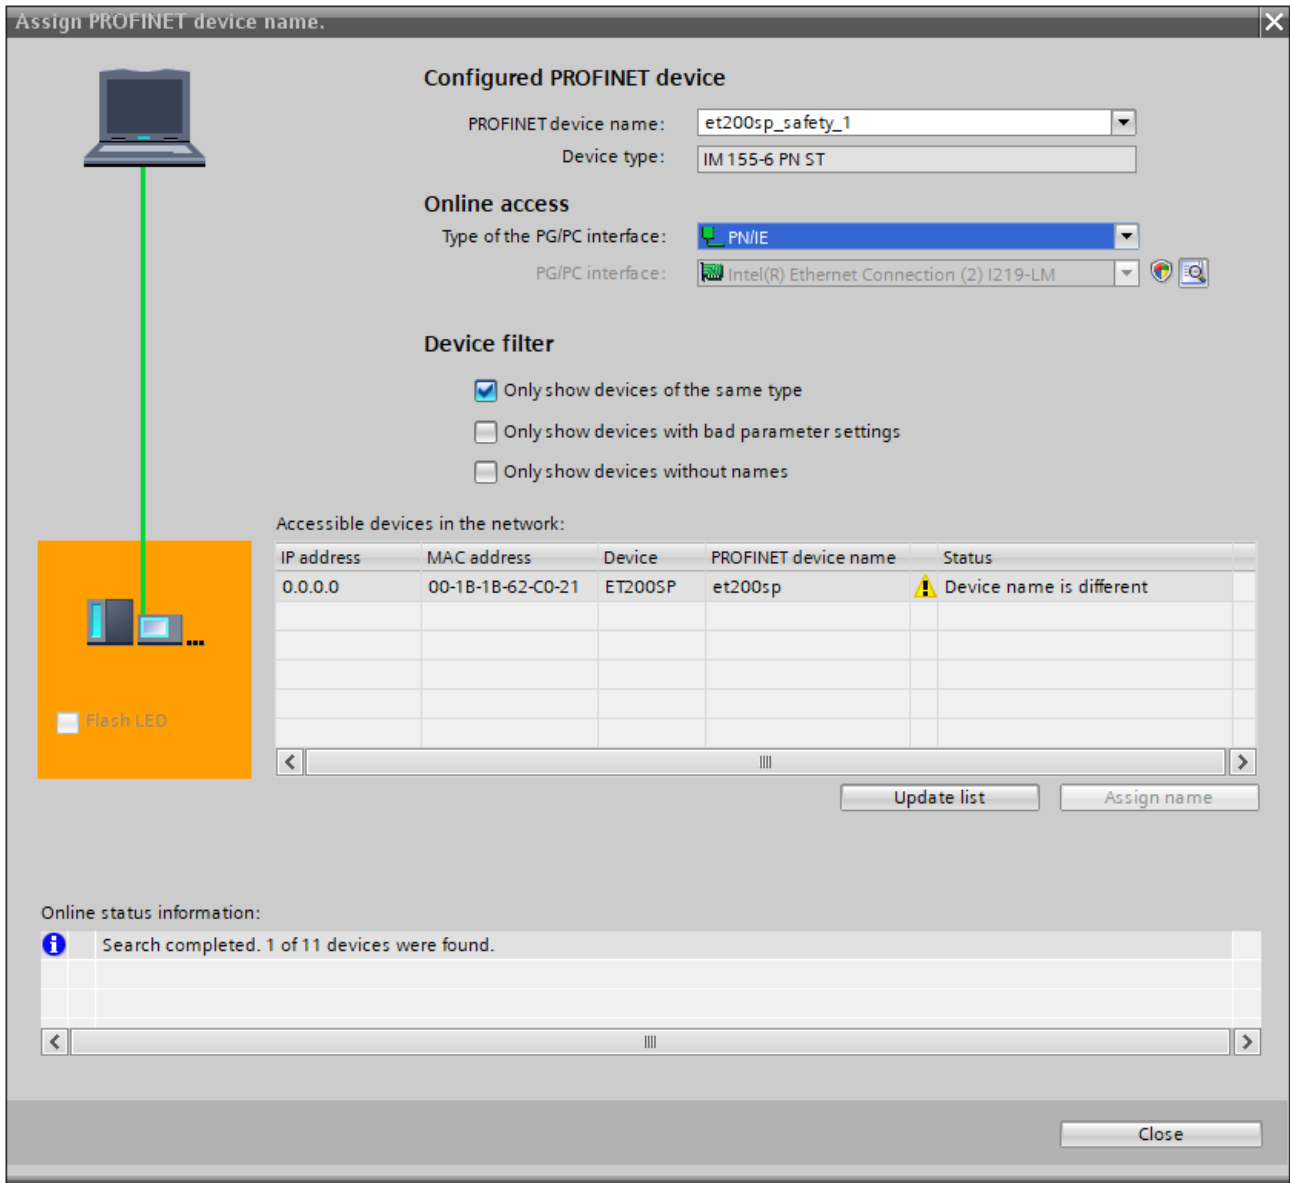 Assign PROFINET device name.
Configured PROFINET device
PROFINET device name: et200sp_safety_1
Device type: IM 155-6 PN ST
Online access
Type of the PG/PC interface: PN/IE
PG/PC interface: Intel(R) Ethernet Connection (2) I219-LM
Device filter
Only show devices of the same type
Only show devices with bad parameter settings
Only show devices without names
Accessible devices in the network:
IP address MAC address Device PROFINET device name Status
0.0.0.0 00-1B-1B-62-C0-21 ET200SP et200sp Device name is different
Flash LED
Update list Assign name
Online status information:
Search completed. 1 of 11 devices were found.
Close